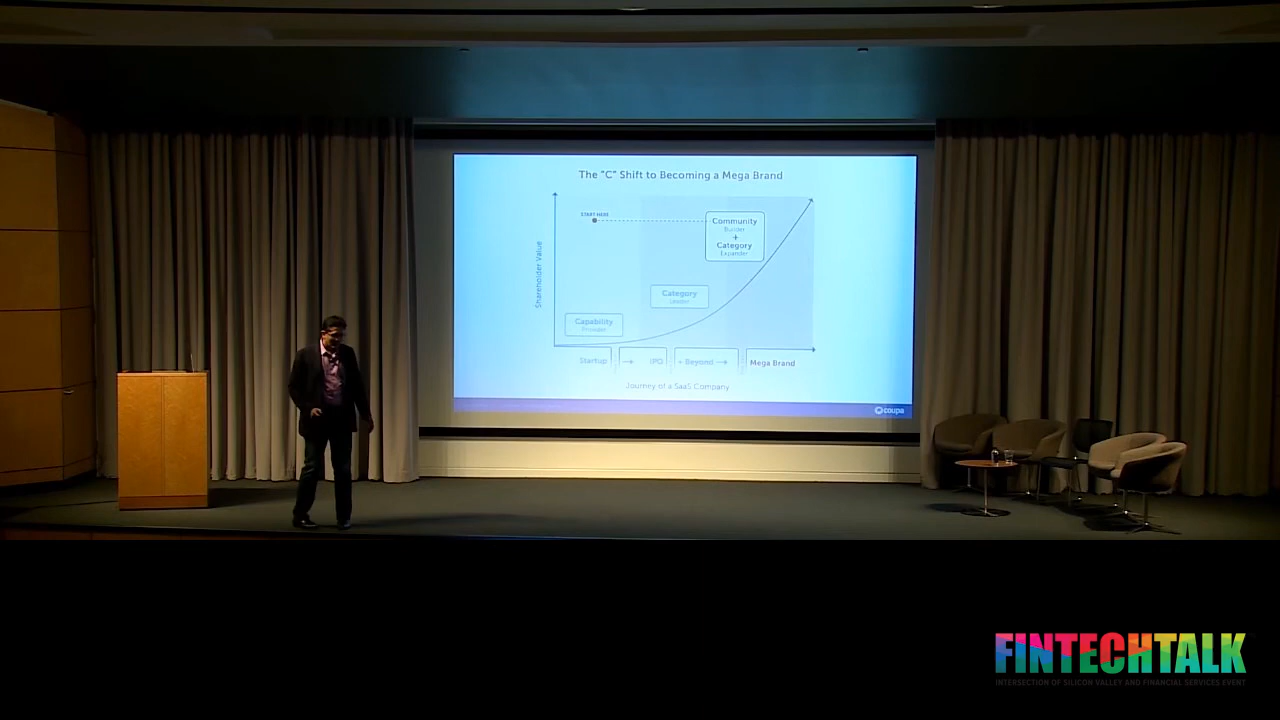 The "C" Shift to Becoming a Mega Brand
START HERE
Community
Builder
+
Category
Expander
Shareholder Value
Category
Leader
Capability
Provider
Startup → IPO + Beyond → Mega Brand
Journey of a SaaS Company
coupa
FINTECHTALK
INTERSECTION OF SILICON VALLEY AND FINANCIAL SERVICES EVENT